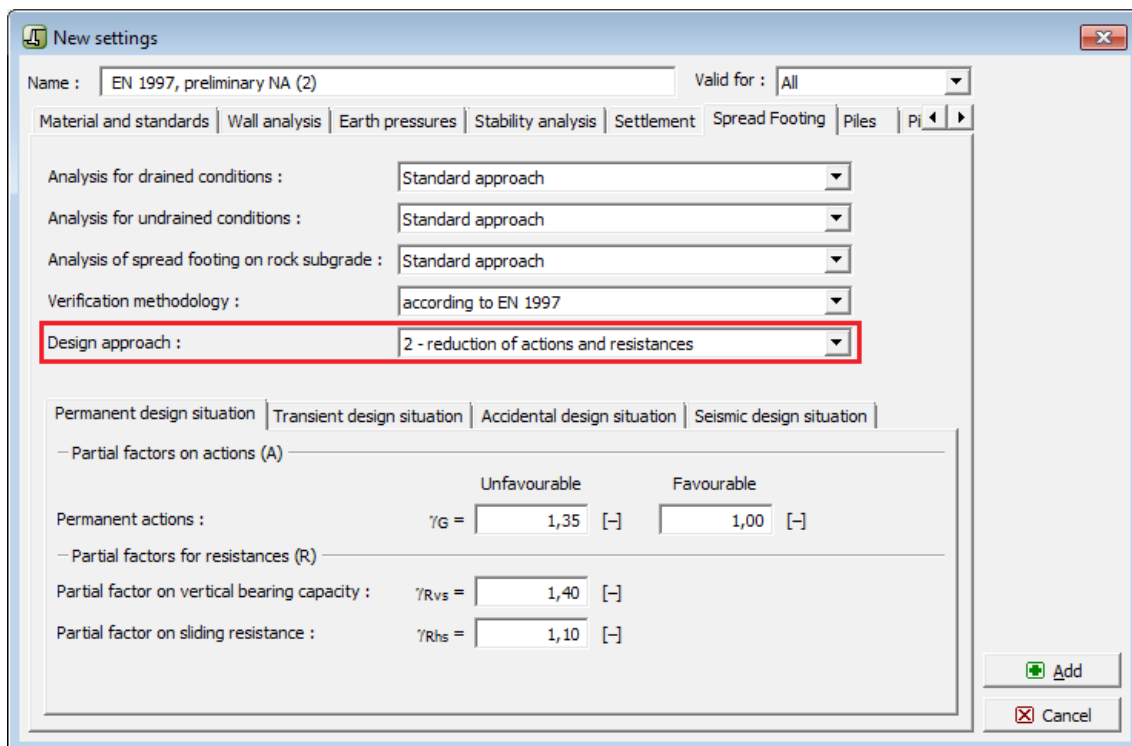 New settings
Name : EN 1997, preliminary NA (2) Valid for : All
Material and standards Wall analysis Earth pressures Stability analysis Settlement Spread Footing Piles Pi
Analysis for drained conditions : Standard approach
Analysis for undrained conditions : Standard approach
Analysis of spread footing on rock subgrade : Standard approach
Verification methodology : according to EN 1997
Design approach : 2 - reduction of actions and resistances
Permanent design situation Transient design situation Accidental design situation Seismic design situation
Partial factors on actions (A)
Unfavourable Favourable
Permanent actions : γG = 1,35 [–] 1,00 [–]
Partial factors for resistances (R)
Partial factor on vertical bearing capacity : γRvs = 1,40 [–]
Partial factor on sliding resistance : γRhs = 1,10 [–]
Add
Cancel